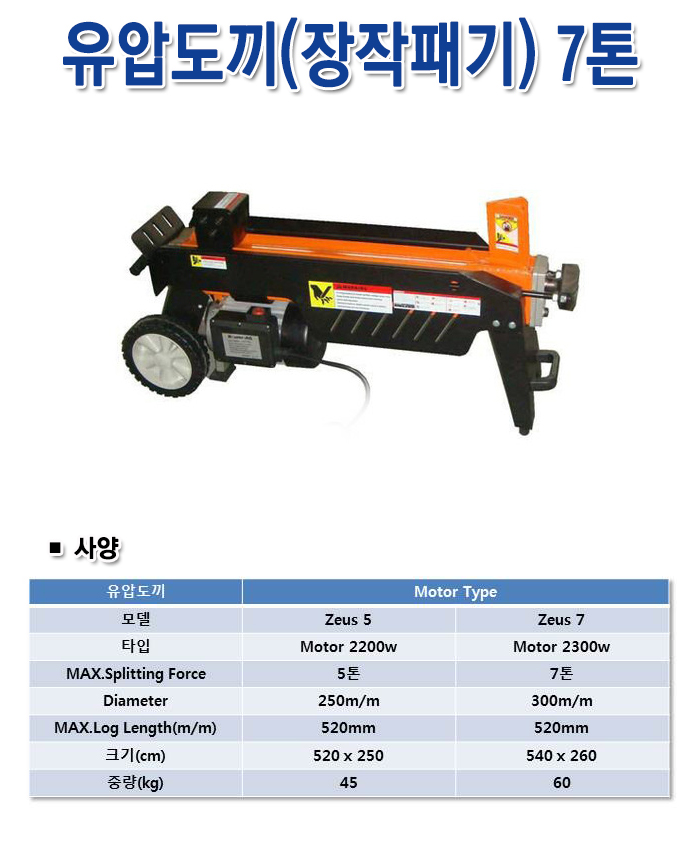 유압도끼(장작패기) 7톤
WARNING
■ 사양
유압도끼 Motor Type
모델 Zeus 5 Zeus 7
타입 Motor 2200w Motor 2300w
MAX.Splitting Force 5톤 7톤
Diameter 250m/m 300m/m
MAX.Log Length(m/m) 520mm 520mm
크기(cm) 520 x 250 540 x 260
중량(kg) 45 60